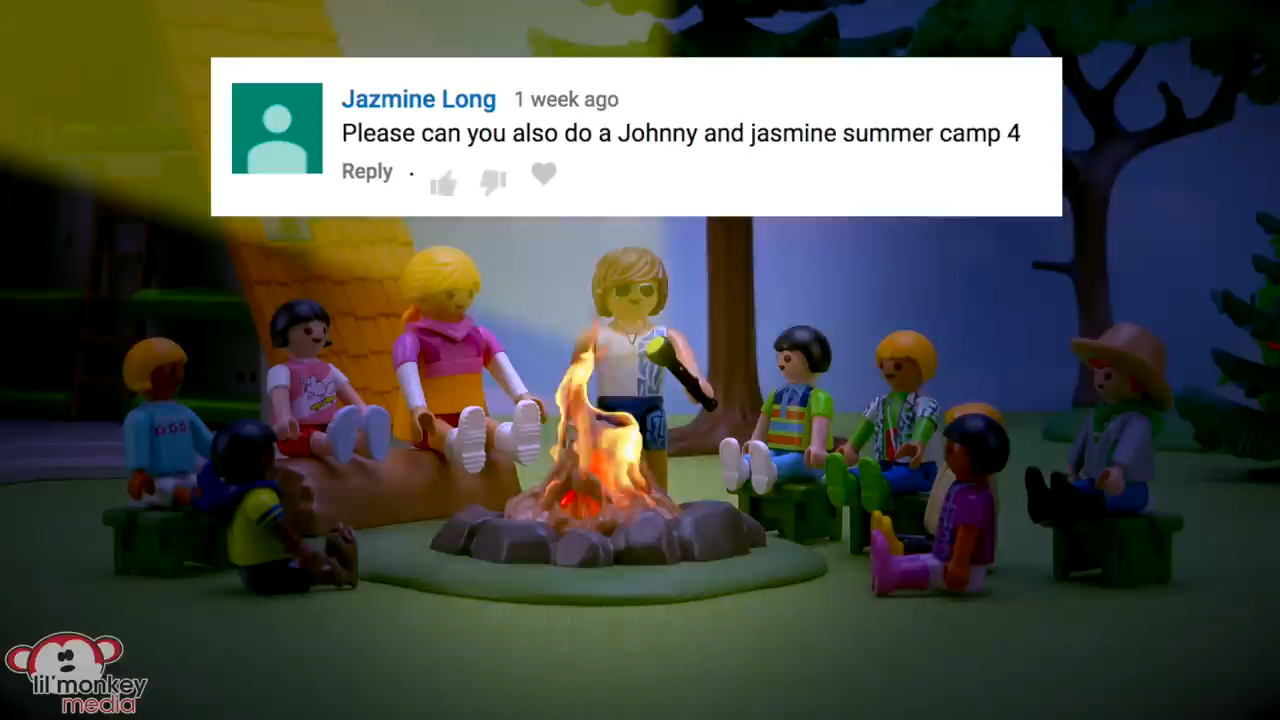 Jazmine Long 1 week ago
Please can you also do a Johnny and jasmine summer camp 4
Reply ·
lil'monkey
media